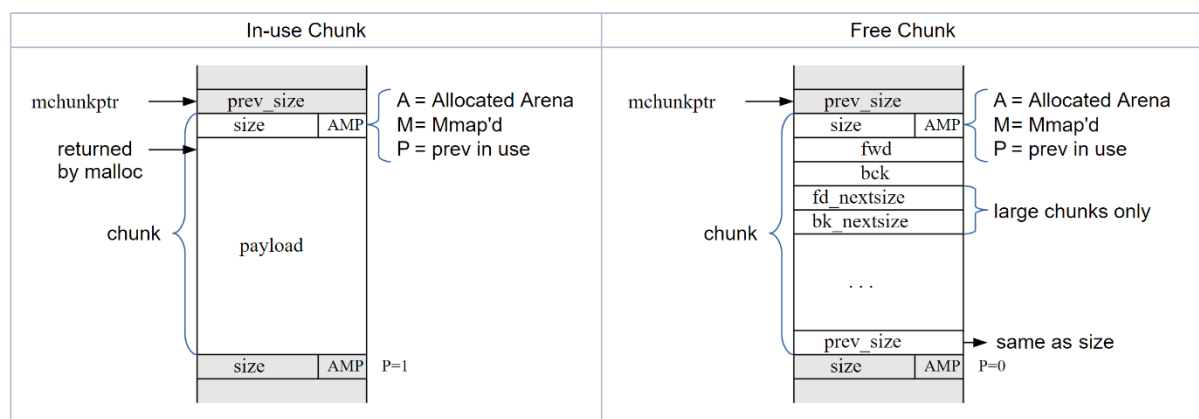 In-use Chunk
mchunkptr
prev_size
size
AMP
A = Allocated Arena
M= Mmap'd
P = prev in use
returned
by malloc
chunk
payload
size
AMP
P=1
Free Chunk
mchunkptr
prev_size
size
AMP
A = Allocated Arena
M= Mmap'd
P = prev in use
fwd
bck
fd_nextsize
bk_nextsize
large chunks only
chunk
. . .
prev_size
same as size
size
AMP
P=0